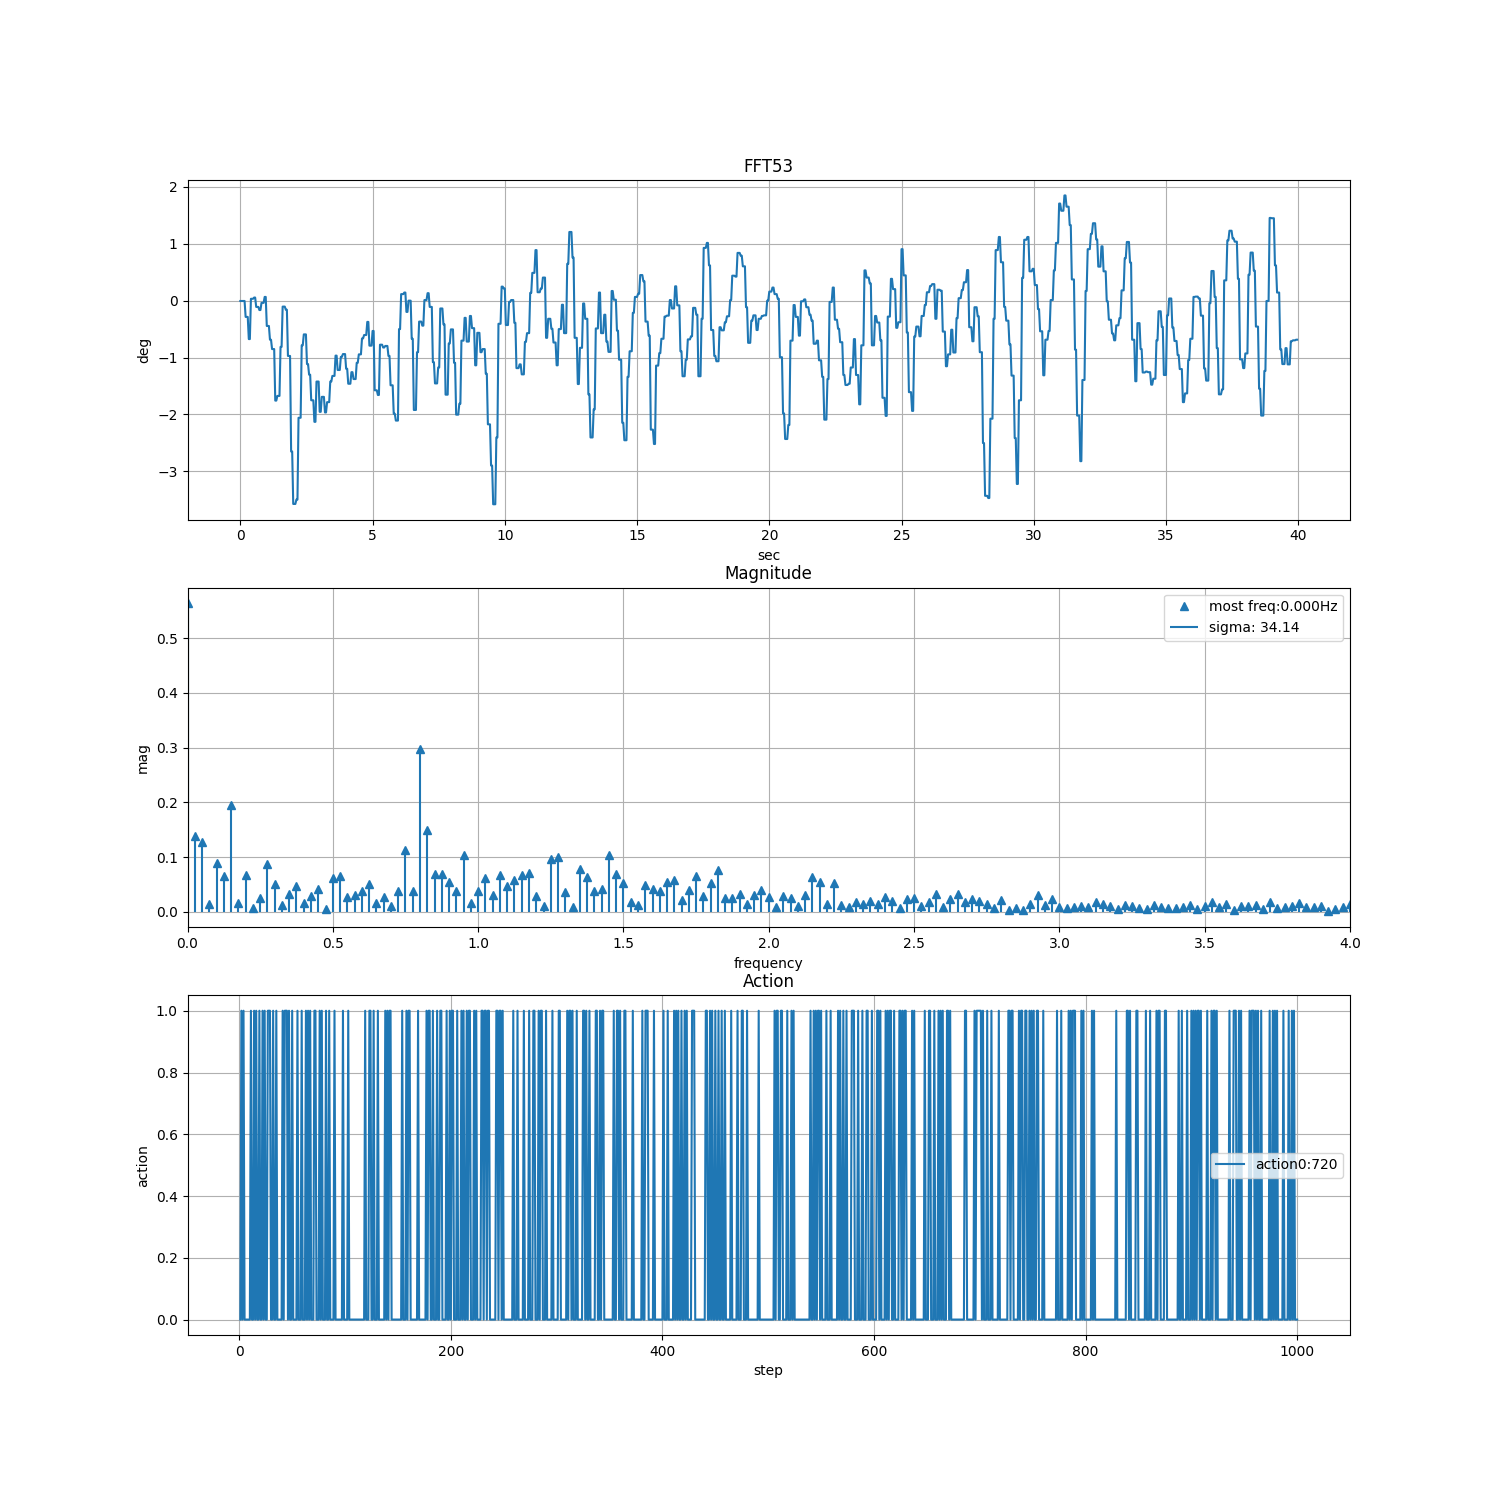 FFT53
2
1
0
−1
−2
−3
deg
0 5 10 15 20 25 30 35 40
sec
Magnitude
0.5
0.4
0.3
0.2
0.1
0.0
mag
most freq:0.000Hz
sigma: 34.14
0.0 0.5 1.0 1.5 2.0 2.5 3.0 3.5 4.0
frequency
Action
1.0
0.8
0.6
0.4
0.2
0.0
action
action0:720
0 200 400 600 800 1000
step